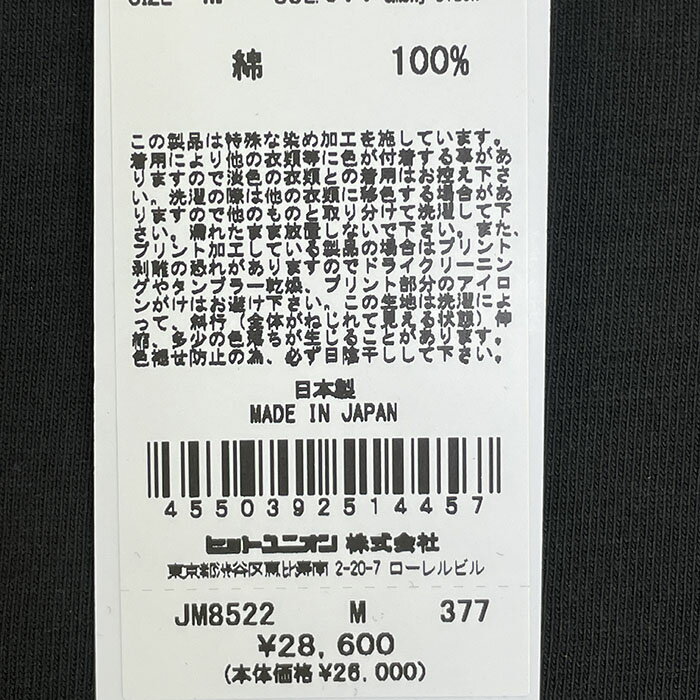 綿 100%
この製品は特殊な染め加工を施しています。
着用により他の衣類等に色が付着する事があ
りますので淡色の衣類との着用はお控え下さ
い。洗濯の際は他の衣類に移色する場合があ
りますので他のものと取り分けて洗濯して下
さい。濡れたまま放置しないで下さい。また、
プリント加工している製品の場合はプリント
剥離の恐れがありますのでドライクリーニン
グやタンブラー乾燥、プリント部分のアイロ
ンがけはお避け下さい。この生地は洗濯によ
って、斜行(全体がねじれて見える状態)伸
縮、多少の色落ちが生じることがあります。
色褪せ防止の為、必ず日陰干しして下さい。
日本製
MADE IN JAPAN
4550392514457
ヒットユニオン 株式会社
東京都渋谷区恵比寿南 2-20-7 ローレルビル
JM8522 M 377
¥28,600
(本体価格 ¥26,000)